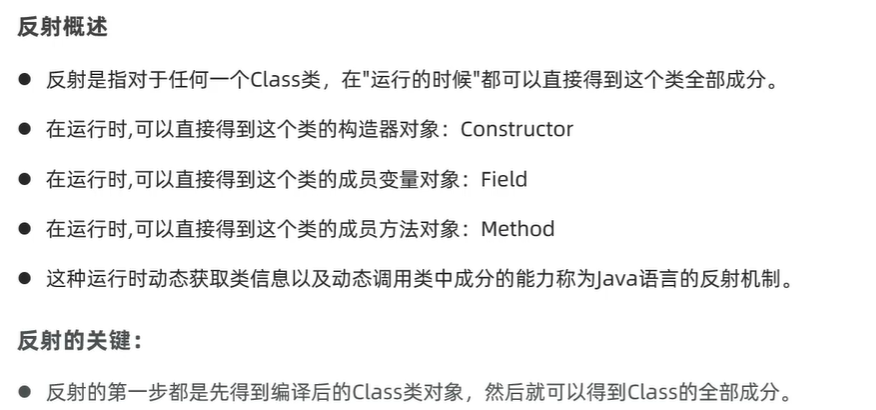 反射概述
● 反射是指对于任何一个Class类，在"运行的时候"都可以直接得到这个类全部成分。
● 在运行时,可以直接得到这个类的构造器对象：Constructor
● 在运行时,可以直接得到这个类的成员变量对象：Field
● 在运行时,可以直接得到这个类的成员方法对象：Method
● 这种运行时动态获取类信息以及动态调用类中成分的能力称为Java语言的反射机制。
反射的关键：
● 反射的第一步都是先得到编译后的Class类对象，然后就可以得到Class的全部成分。